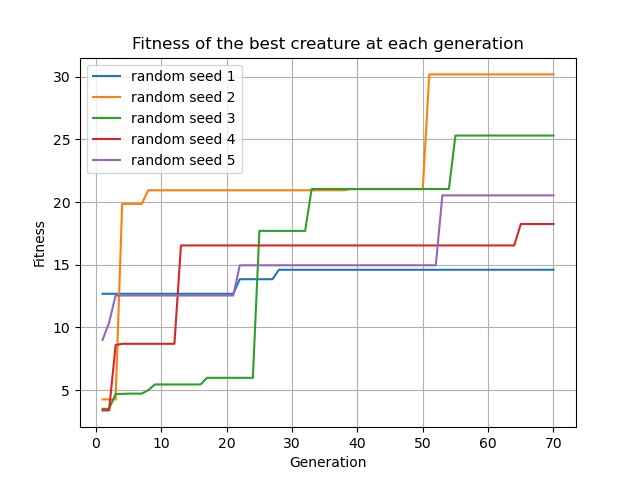 Fitness of the best creature at each generation
random seed 1
random seed 2
random seed 3
random seed 4
random seed 5
Fitness
30
25
20
15
10
5
0 10 20 30 40 50 60 70
Generation